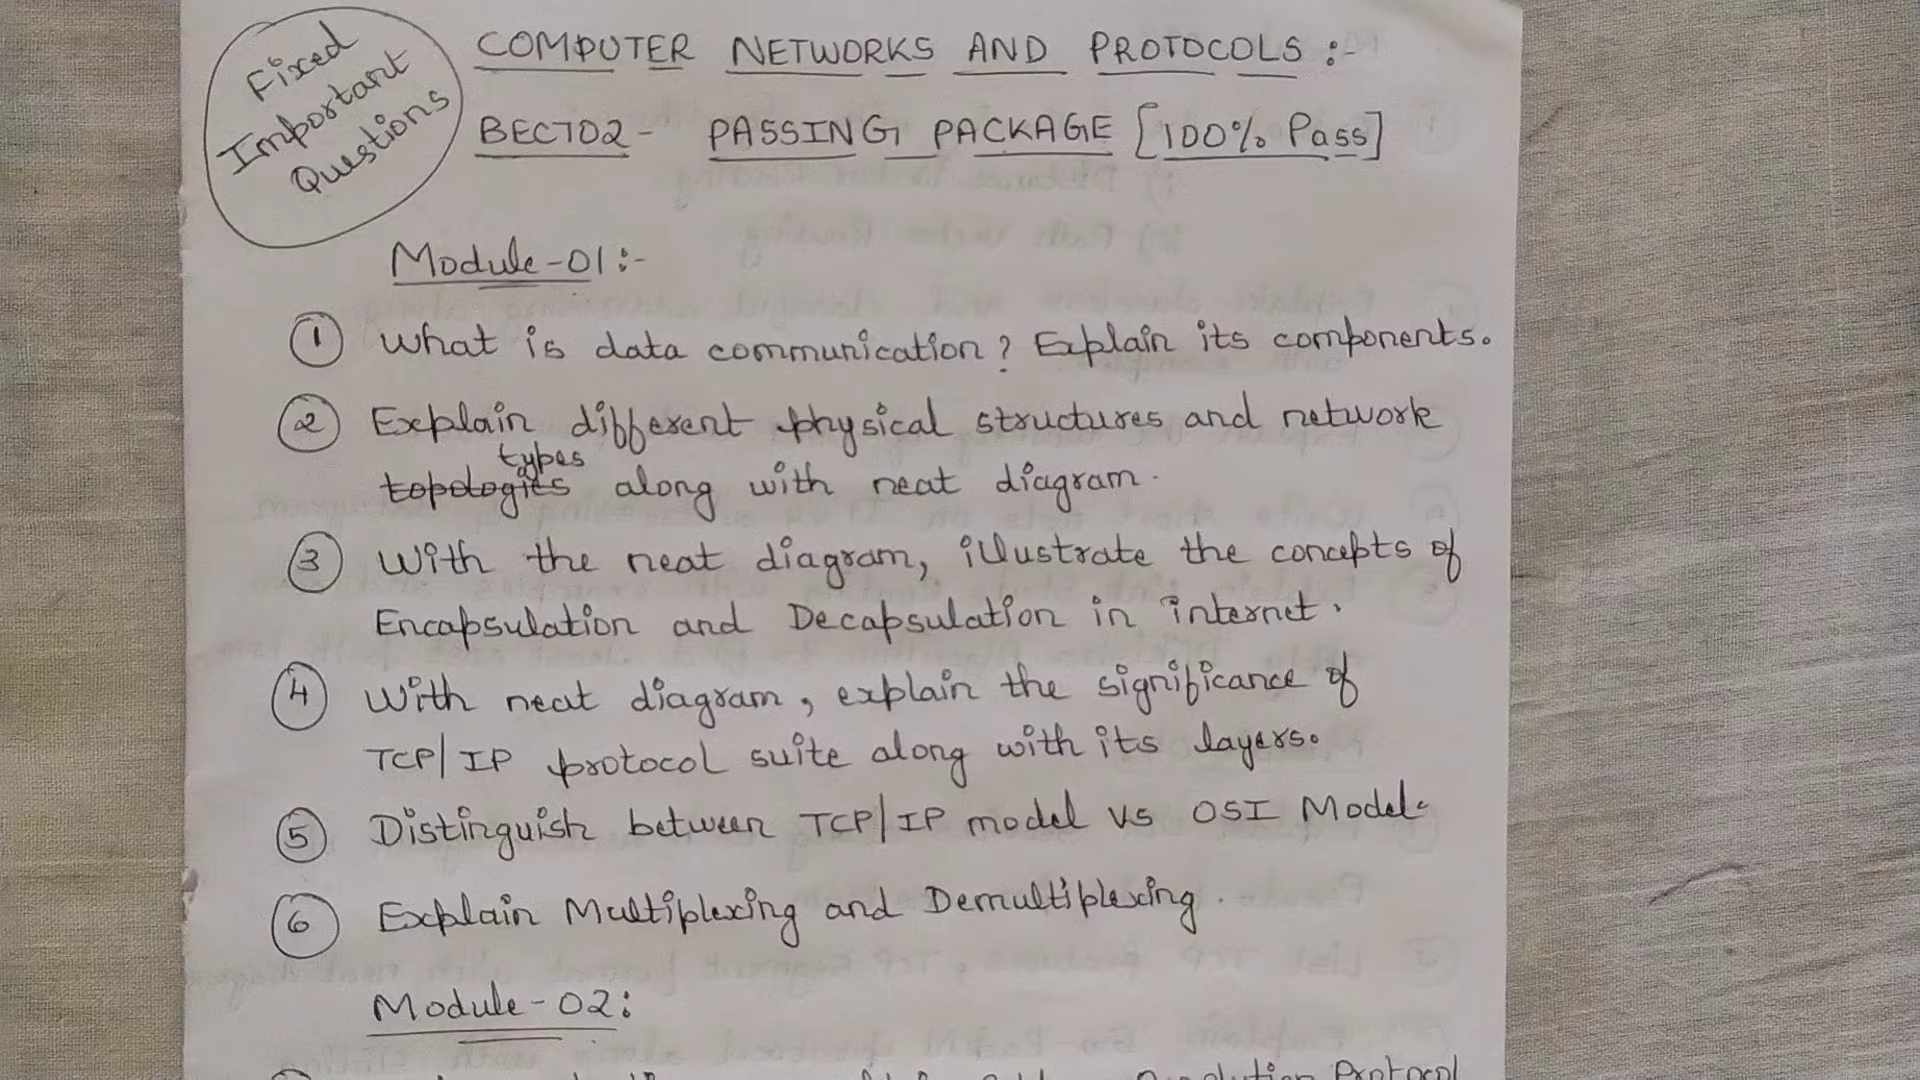 Fixed
Important
Questions
COMPUTER NETWORKS AND PROTOCOLS :-
BEC702 - PASSING PACKAGE [100% Pass]
Module-01:-
1 What is data communication? Explain its components.
2 Explain different physical structures and network
types
topologies along with neat diagram.
3 With the neat diagram, illustrate the concepts of
Encapsulation and Decapsulation in internet.
4 With neat diagram, explain the significance of
TCP/IP protocol suite along with its layers.
5 Distinguish between TCP/IP model vs OSI Model.
6 Explain Multiplexing and Demultiplexing.
Module-02:
Protocol